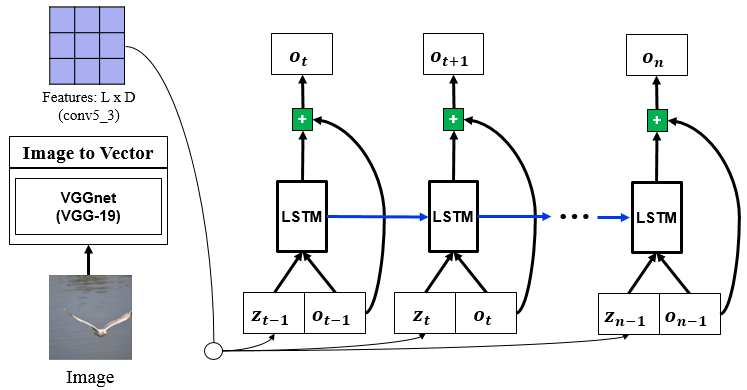 Features: L x D
(conv5_3)
Image to Vector
VGGnet
(VGG-19)
Image
o_t
o_{t+1}
o_n
+
+
+
LSTM
LSTM
...
LSTM
z_{t-1}
o_{t-1}
z_t
o_t
z_{n-1}
o_{n-1}